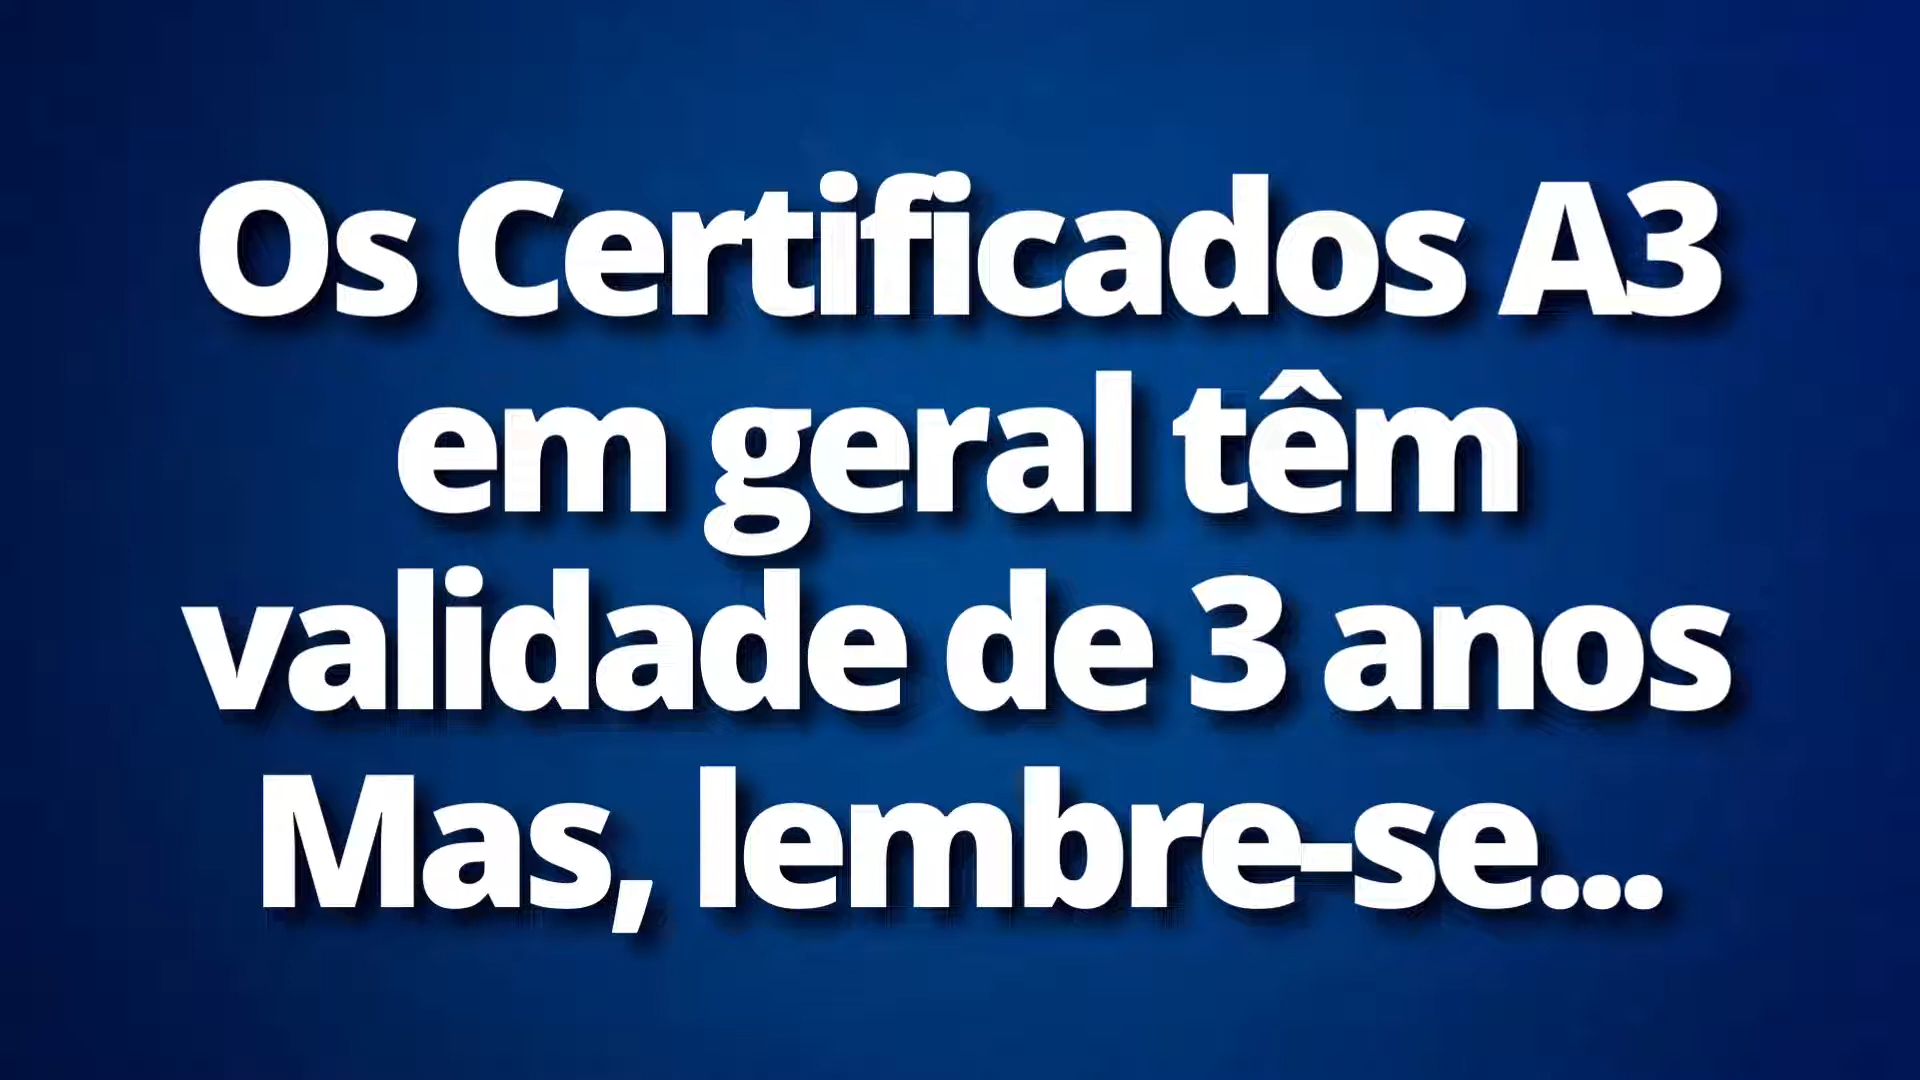 Os Certificados A3
em geral têm
validade de 3 anos
Mas, lembre-se...